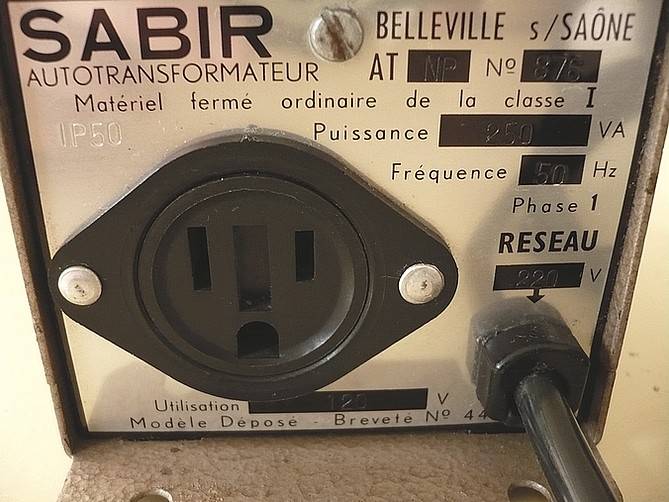 SABIR BELLEVILLE s/SAÔNE
AUTOTRANSFORMATEUR AT NP Nº 876
Matériel fermé ordinaire de la classe I
IP50 Puissance 250 VA
Fréquence 50 Hz
Phase 1
RESEAU
220 V
Utilisation 120 V
Modèle Déposé - Breveté Nº 44